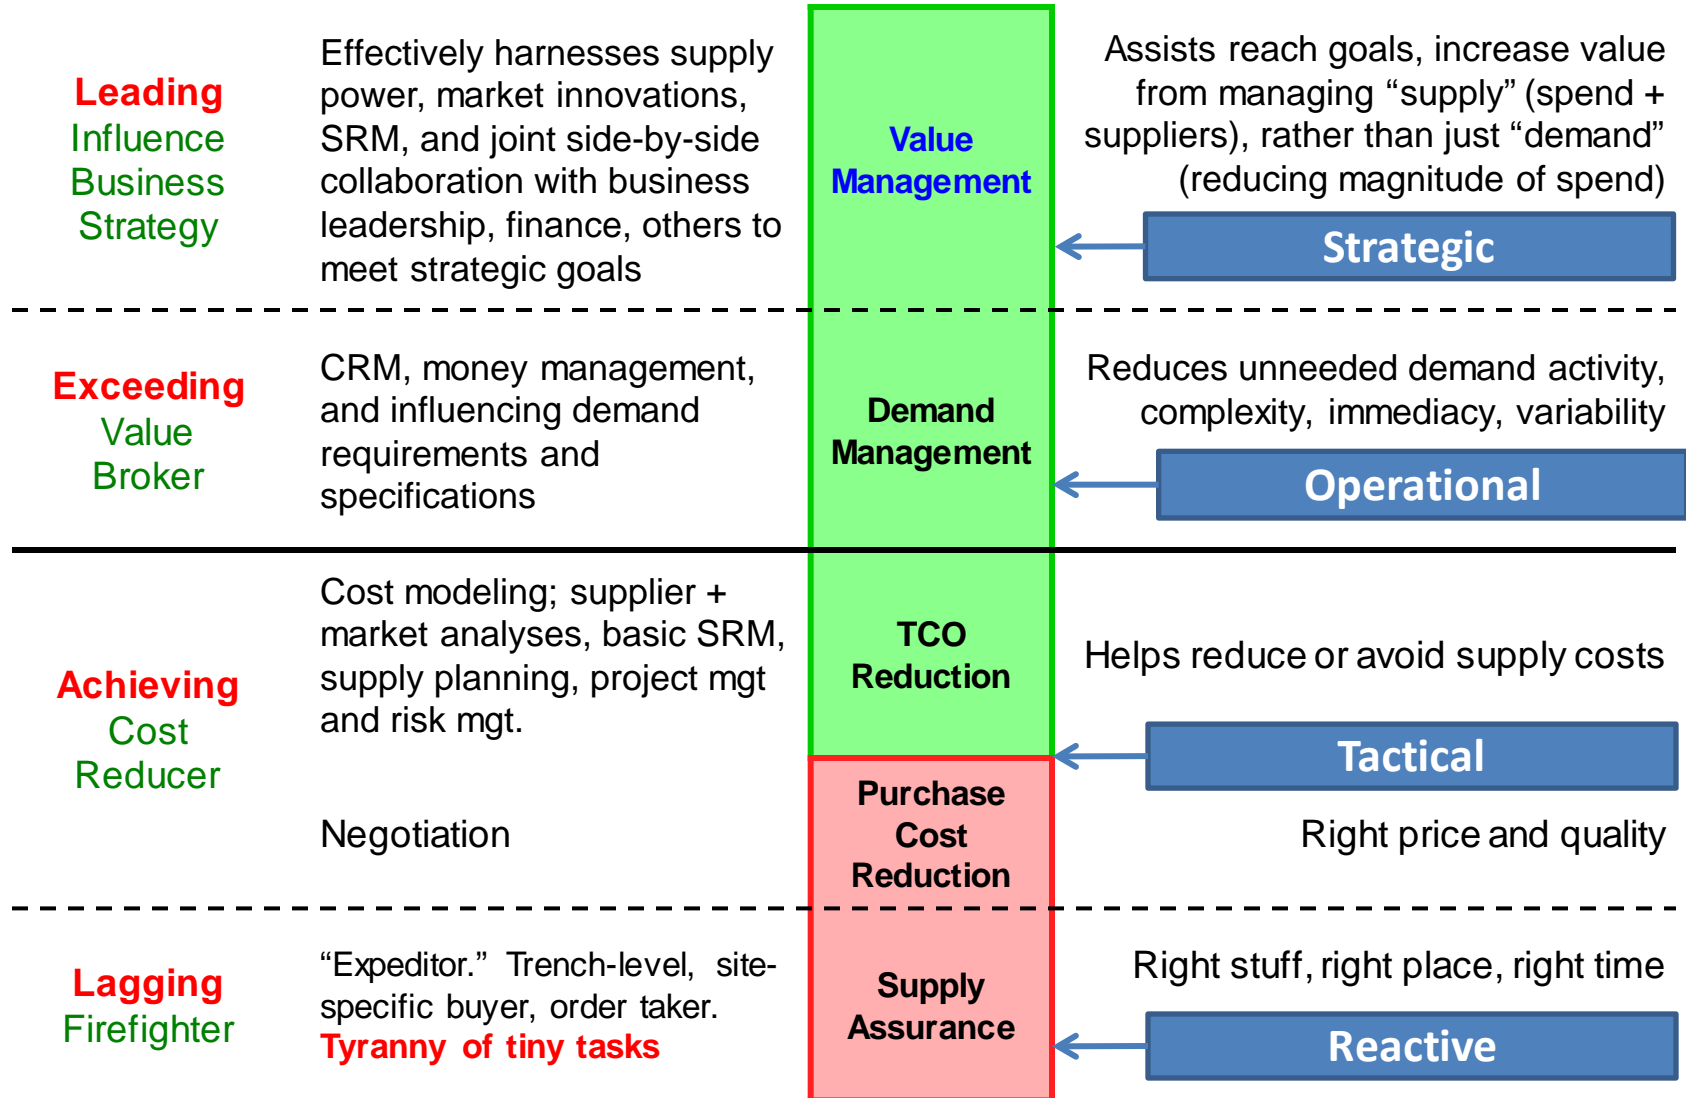 Leading
Influence
Business
Strategy
Effectively harnesses supply
power, market innovations,
SRM, and joint side-by-side
collaboration with business
leadership, finance, others to
meet strategic goals
Value
Management
Assists reach goals, increase value
from managing “supply” (spend +
suppliers), rather than just “demand”
(reducing magnitude of spend)
Strategic
Exceeding
Value
Broker
CRM, money management,
and influencing demand
requirements and
specifications
Demand
Management
Reduces unneeded demand activity,
complexity, immediacy, variability
Operational
Achieving
Cost
Reducer
Cost modeling; supplier +
market analyses, basic SRM,
supply planning, project mgt
and risk mgt.
TCO
Reduction
Helps reduce or avoid supply costs
Tactical
Negotiation
Purchase
Cost
Reduction
Right price and quality
Lagging
Firefighter
“Expeditor.” Trench-level, site-
specific buyer, order taker.
Tyranny of tiny tasks
Supply
Assurance
Right stuff, right place, right time
Reactive